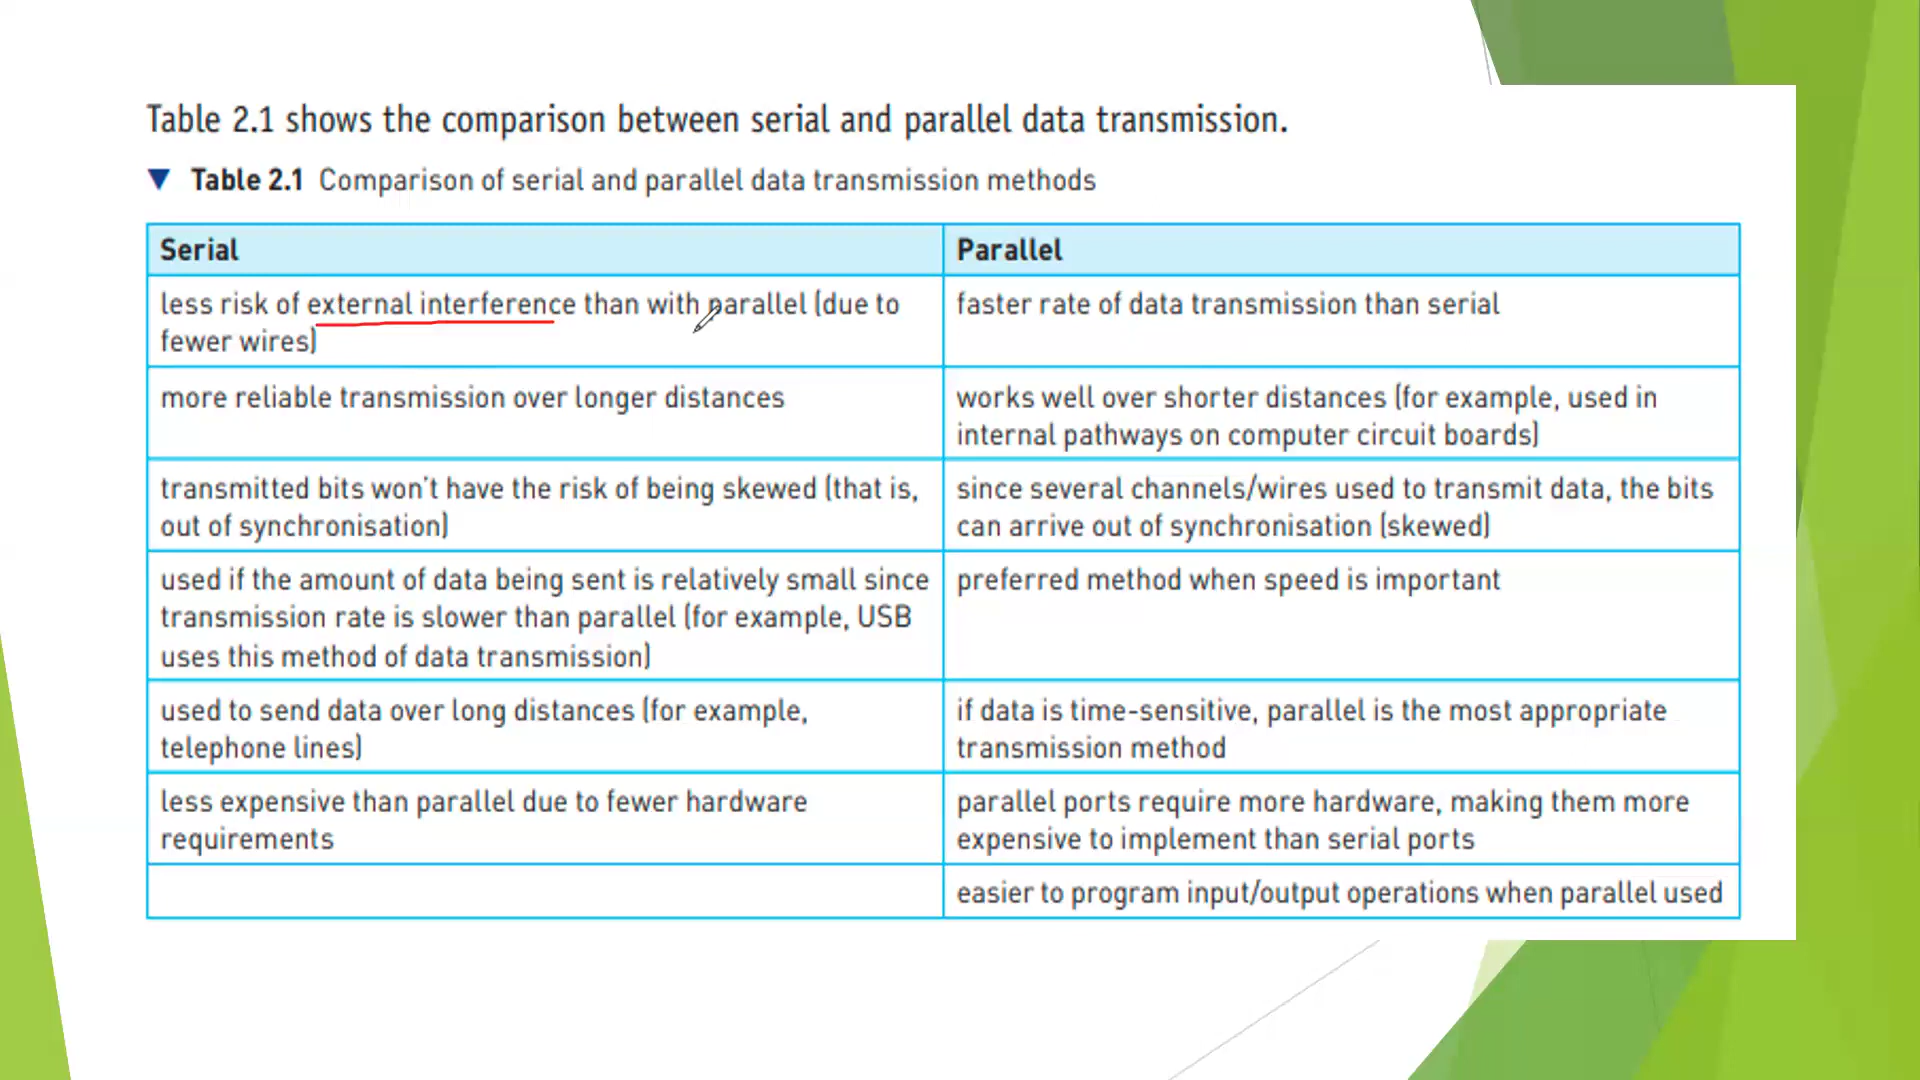 Table 2.1 shows the comparison between serial and parallel data transmission.
▼ Table 2.1 Comparison of serial and parallel data transmission methods
Serial
Parallel
less risk of external interference than with parallel (due to
fewer wires)
faster rate of data transmission than serial
more reliable transmission over longer distances
works well over shorter distances (for example, used in
internal pathways on computer circuit boards)
transmitted bits won't have the risk of being skewed (that is,
out of synchronisation)
since several channels/wires used to transmit data, the bits
can arrive out of synchronisation (skewed)
used if the amount of data being sent is relatively small since
transmission rate is slower than parallel (for example, USB
uses this method of data transmission)
preferred method when speed is important
used to send data over long distances (for example,
telephone lines)
if data is time-sensitive, parallel is the most appropriate
transmission method
less expensive than parallel due to fewer hardware
requirements
parallel ports require more hardware, making them more
expensive to implement than serial ports
easier to program input/output operations when parallel used